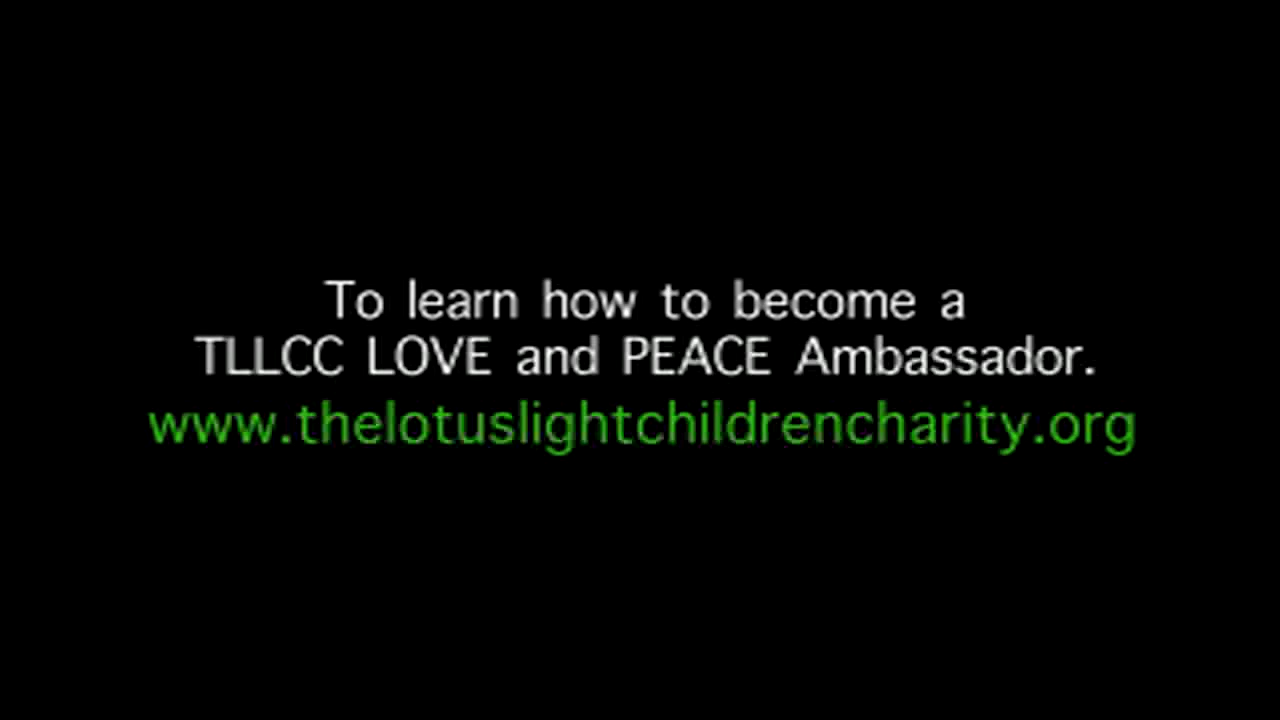 To learn how to become a
TLLCC LOVE and PEACE Ambassador.
www.thelotuslightchildrencharity.org